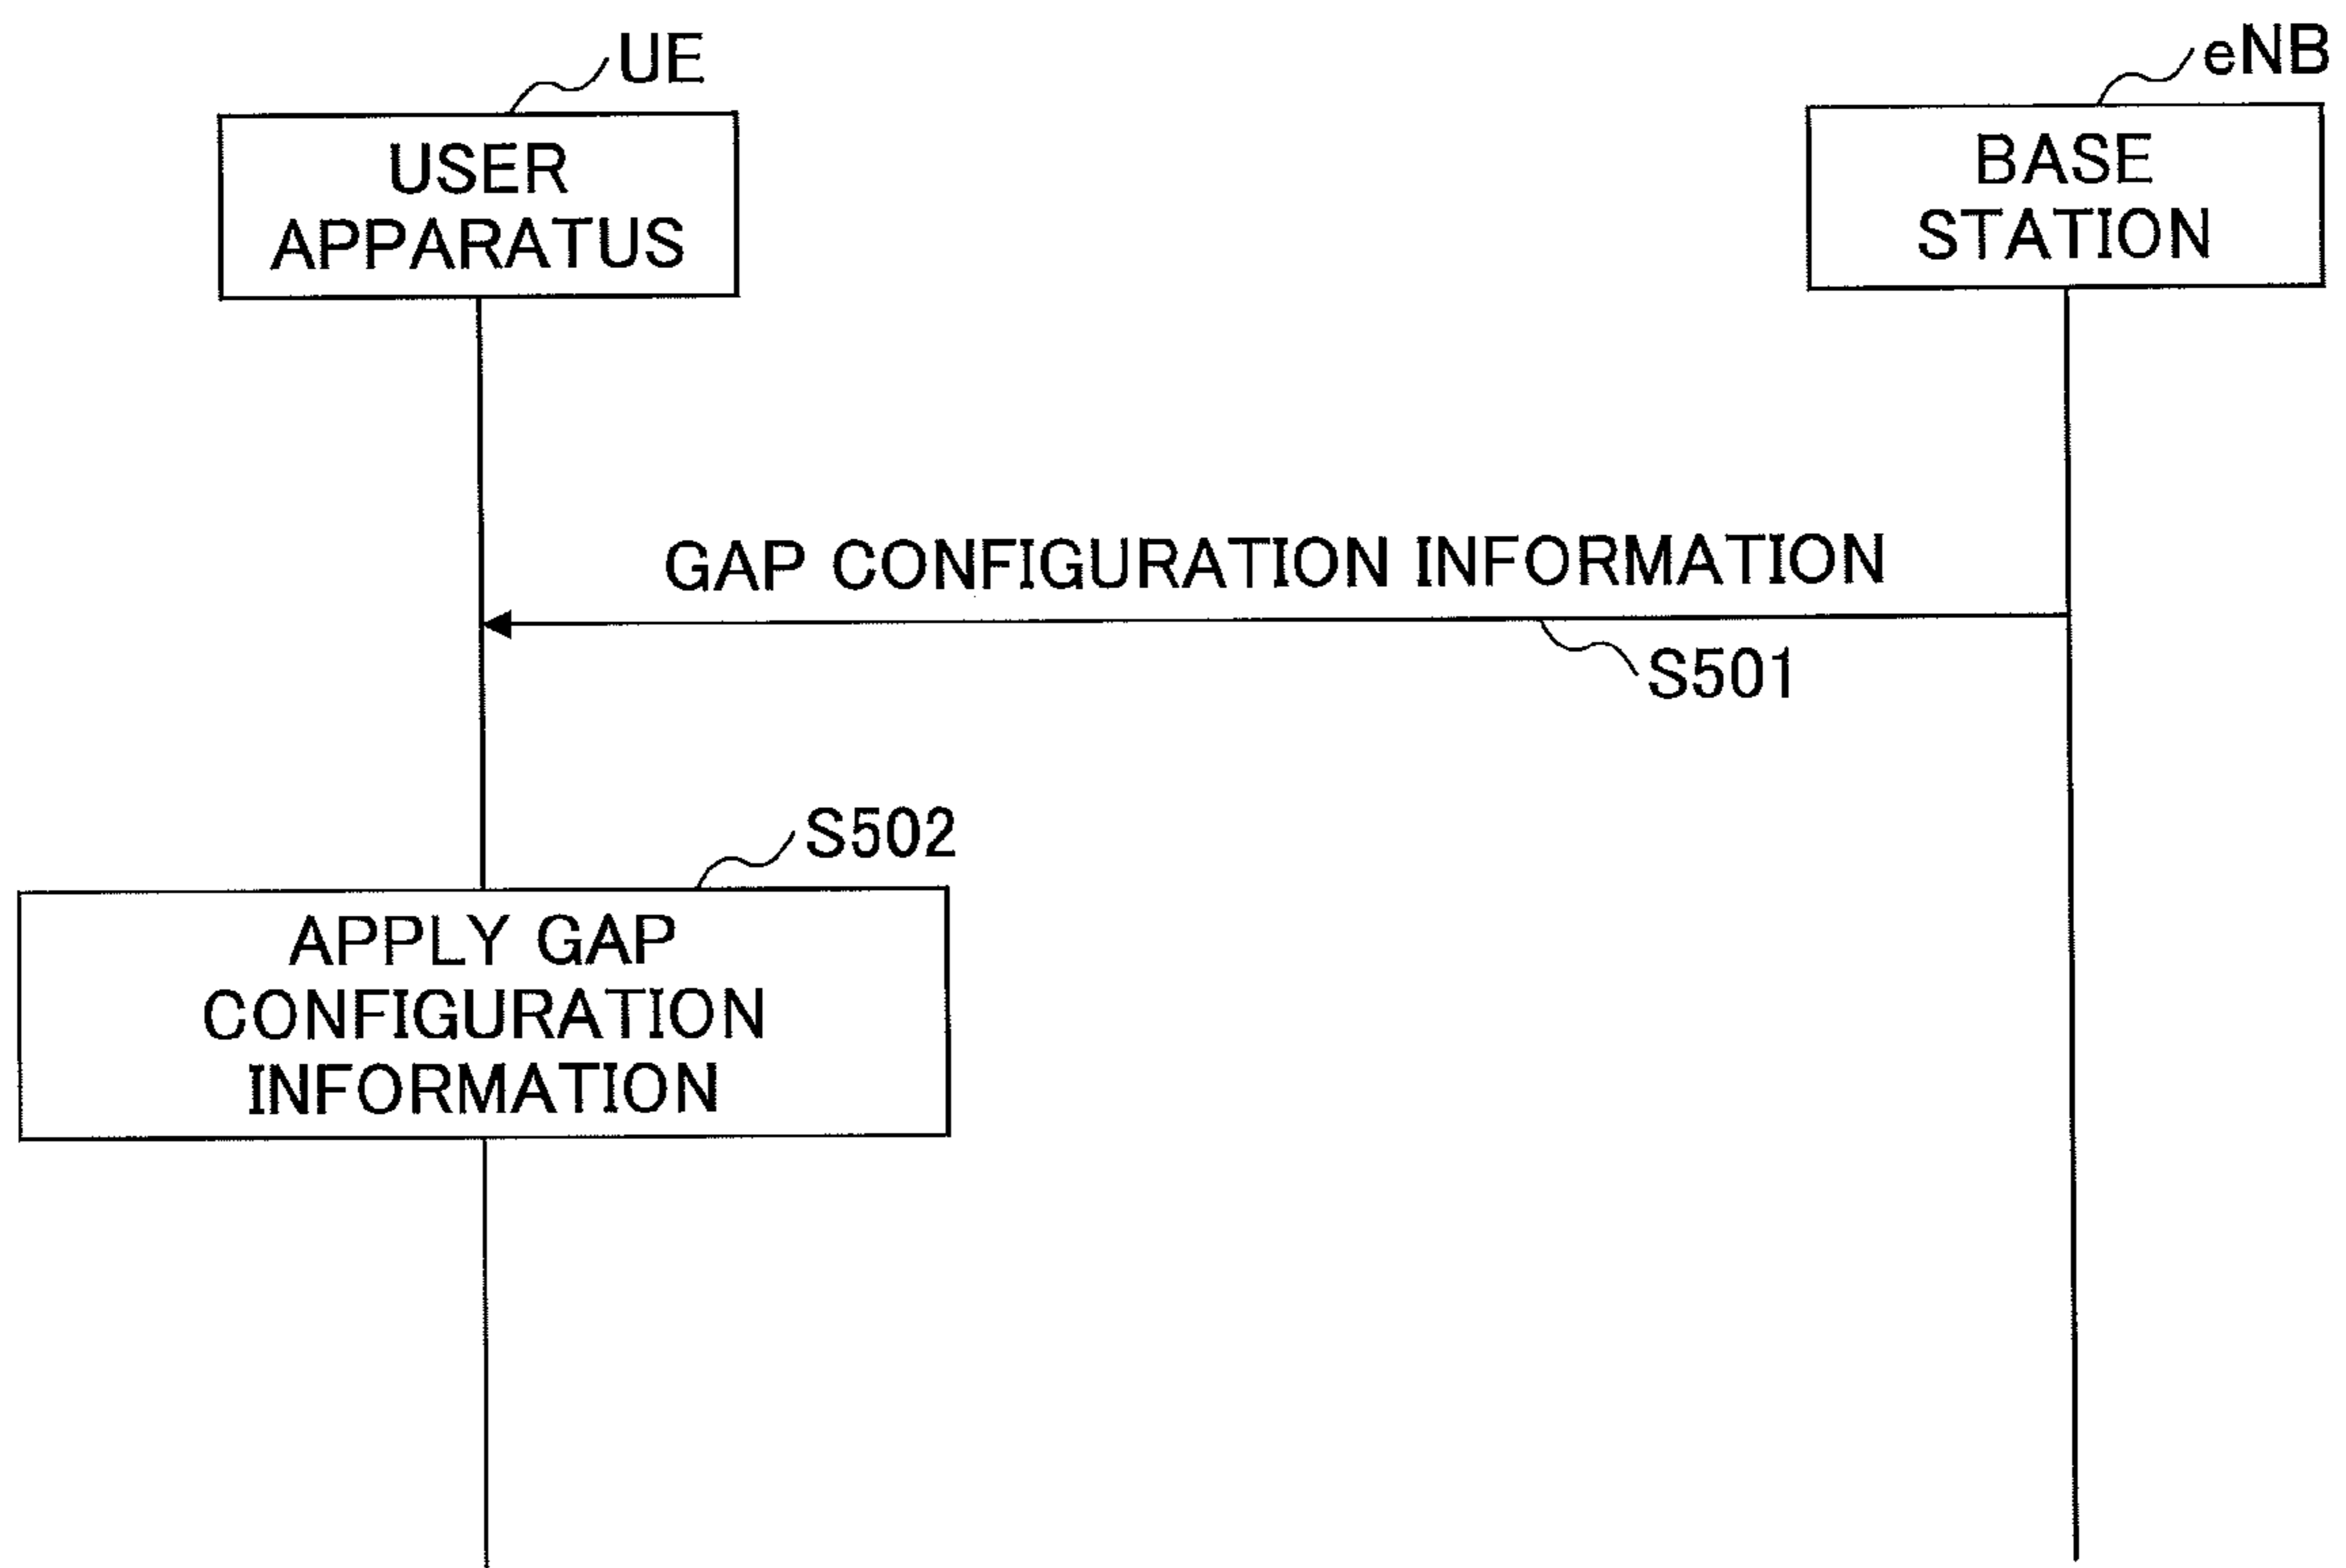 UE
eNB
USER
APPARATUS
BASE
STATION
GAP CONFIGURATION INFORMATION
S501
S502
APPLY GAP
CONFIGURATION
INFORMATION